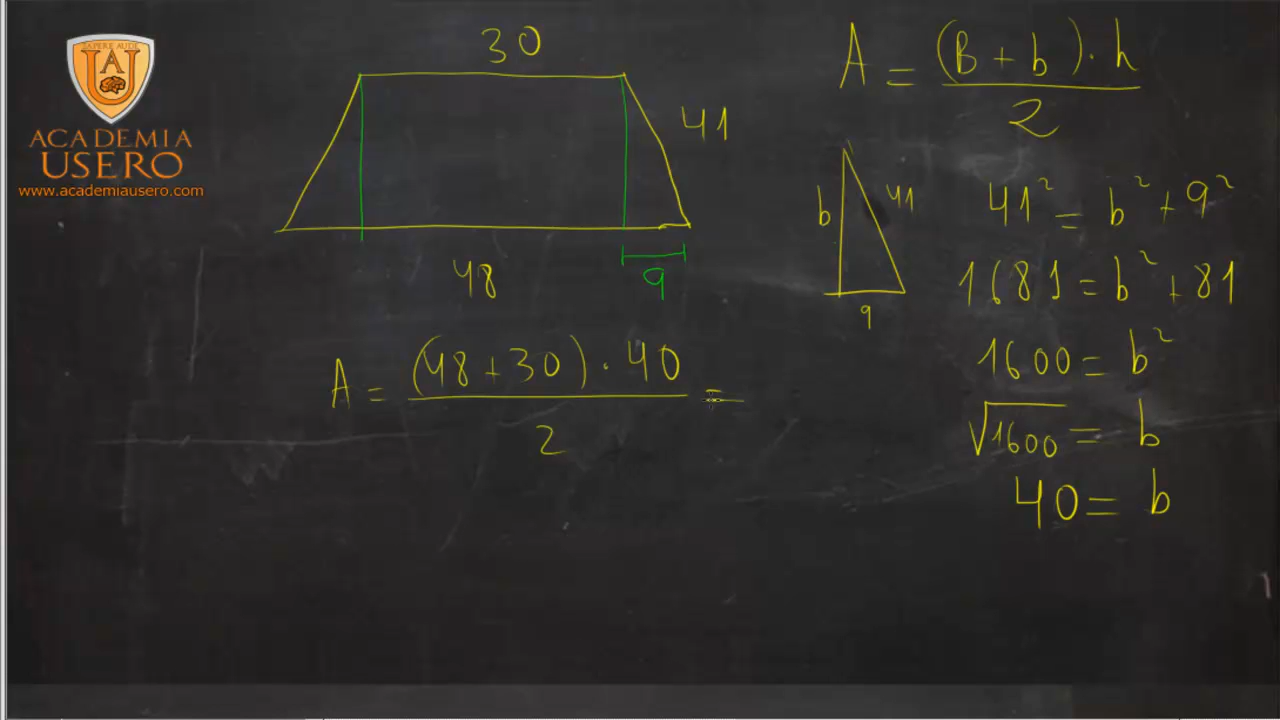 SAPERE AUDE
UA
ACADEMIA
USERO
www.academiausero.com
30
41
48
9
A = (B + b) · h / 2
b
41
9
41² = b² + 9²
1681 = b² + 81
1600 = b²
√1600 = b
40 = b
A = (48 + 30) · 40 / 2 =